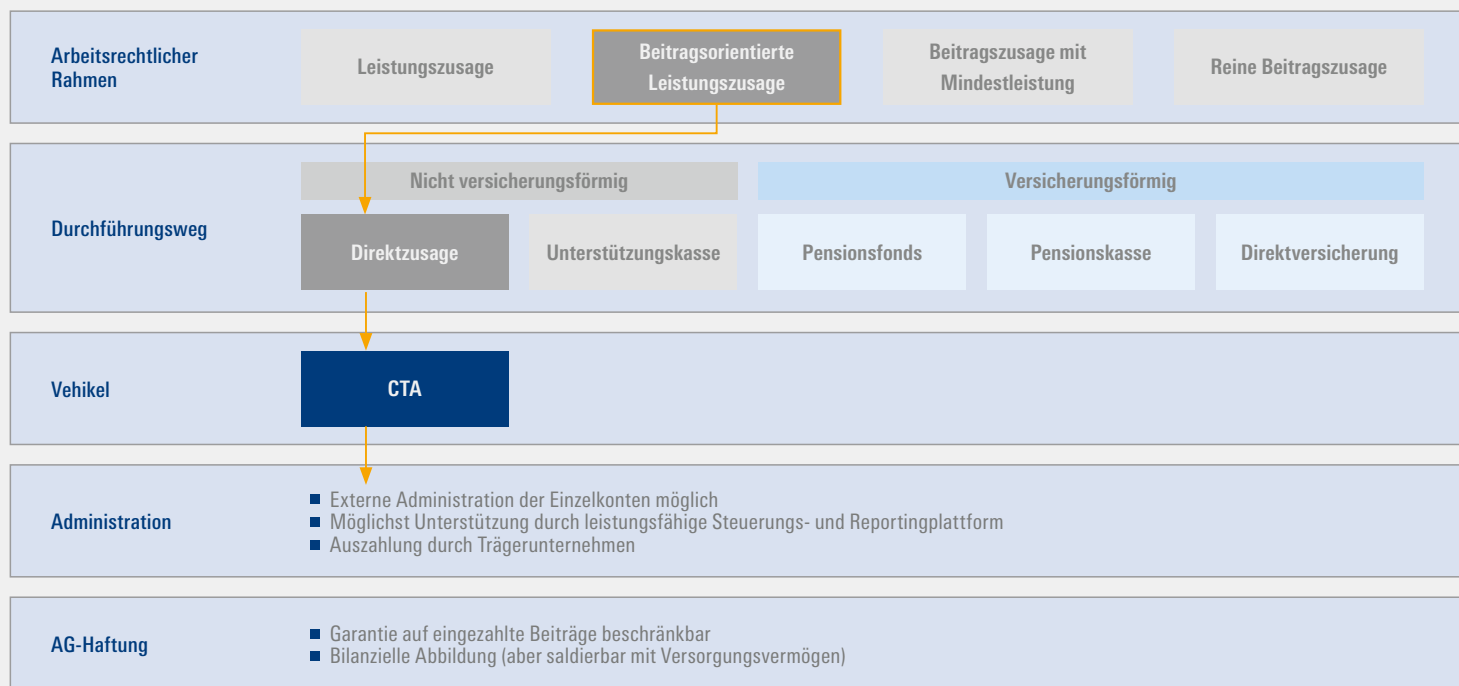 Arbeitsrechtlicher
Rahmen
Leistungszusage
Beitragsorientierte
Leistungszusage
Beitragszusage mit
Mindestleistung
Reine Beitragszusage
Durchführungsweg
Nicht versicherungsförmig
Versicherungsförmig
Direktzusage
Unterstützungskasse
Pensionsfonds
Pensionskasse
Direktversicherung
Vehikel
CTA
Administration
Externe Administration der Einzelkonten möglich
Möglichst Unterstützung durch leistungsfähige Steuerungs- und Reportingplattform
Auszahlung durch Trägerunternehmen
AG-Haftung
Garantie auf eingezahlte Beiträge beschränkbar
Bilanzielle Abbildung (aber saldierbar mit Versorgungsvermögen)